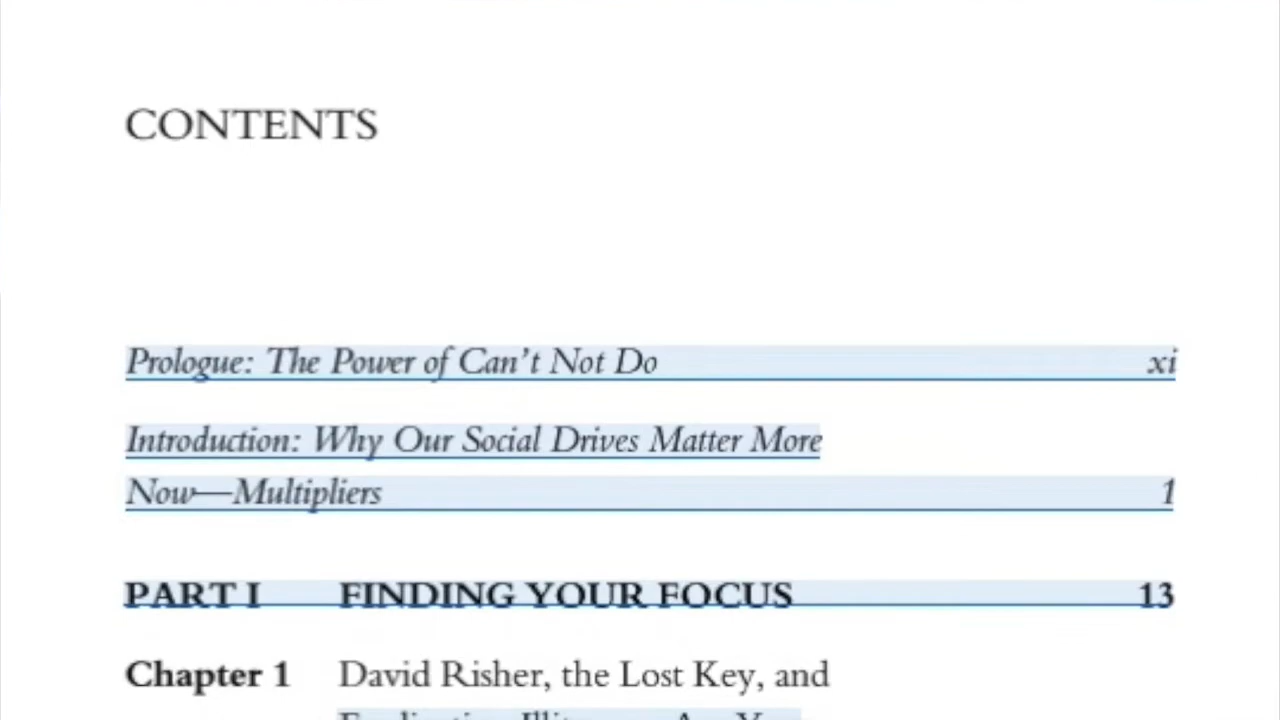 CONTENTS
Prologue: The Power of Can't Not Do xi
Introduction: Why Our Social Drives Matter More
Now—Multipliers 1
PART I FINDING YOUR FOCUS 13
Chapter 1 David Risher, the Lost Key, and